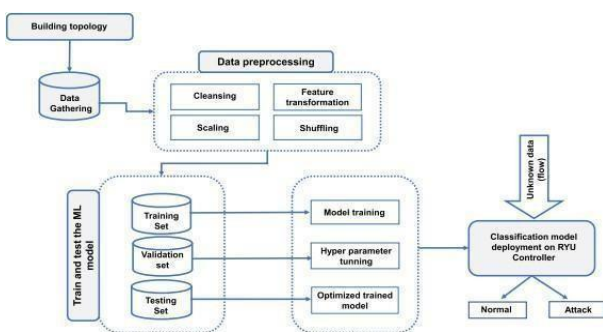 Building topology
Data preprocessing
Data
Gathering
Cleansing
Feature
transformation
Scaling
Shuffling
Train and test the ML
model
Training
Set
Model training
Validation
set
Hyper parameter
tunning
Testing
Set
Optimized trained
model
Unknown data
(flow)
Classification model
deployment on RYU
Controller
Normal
Attack